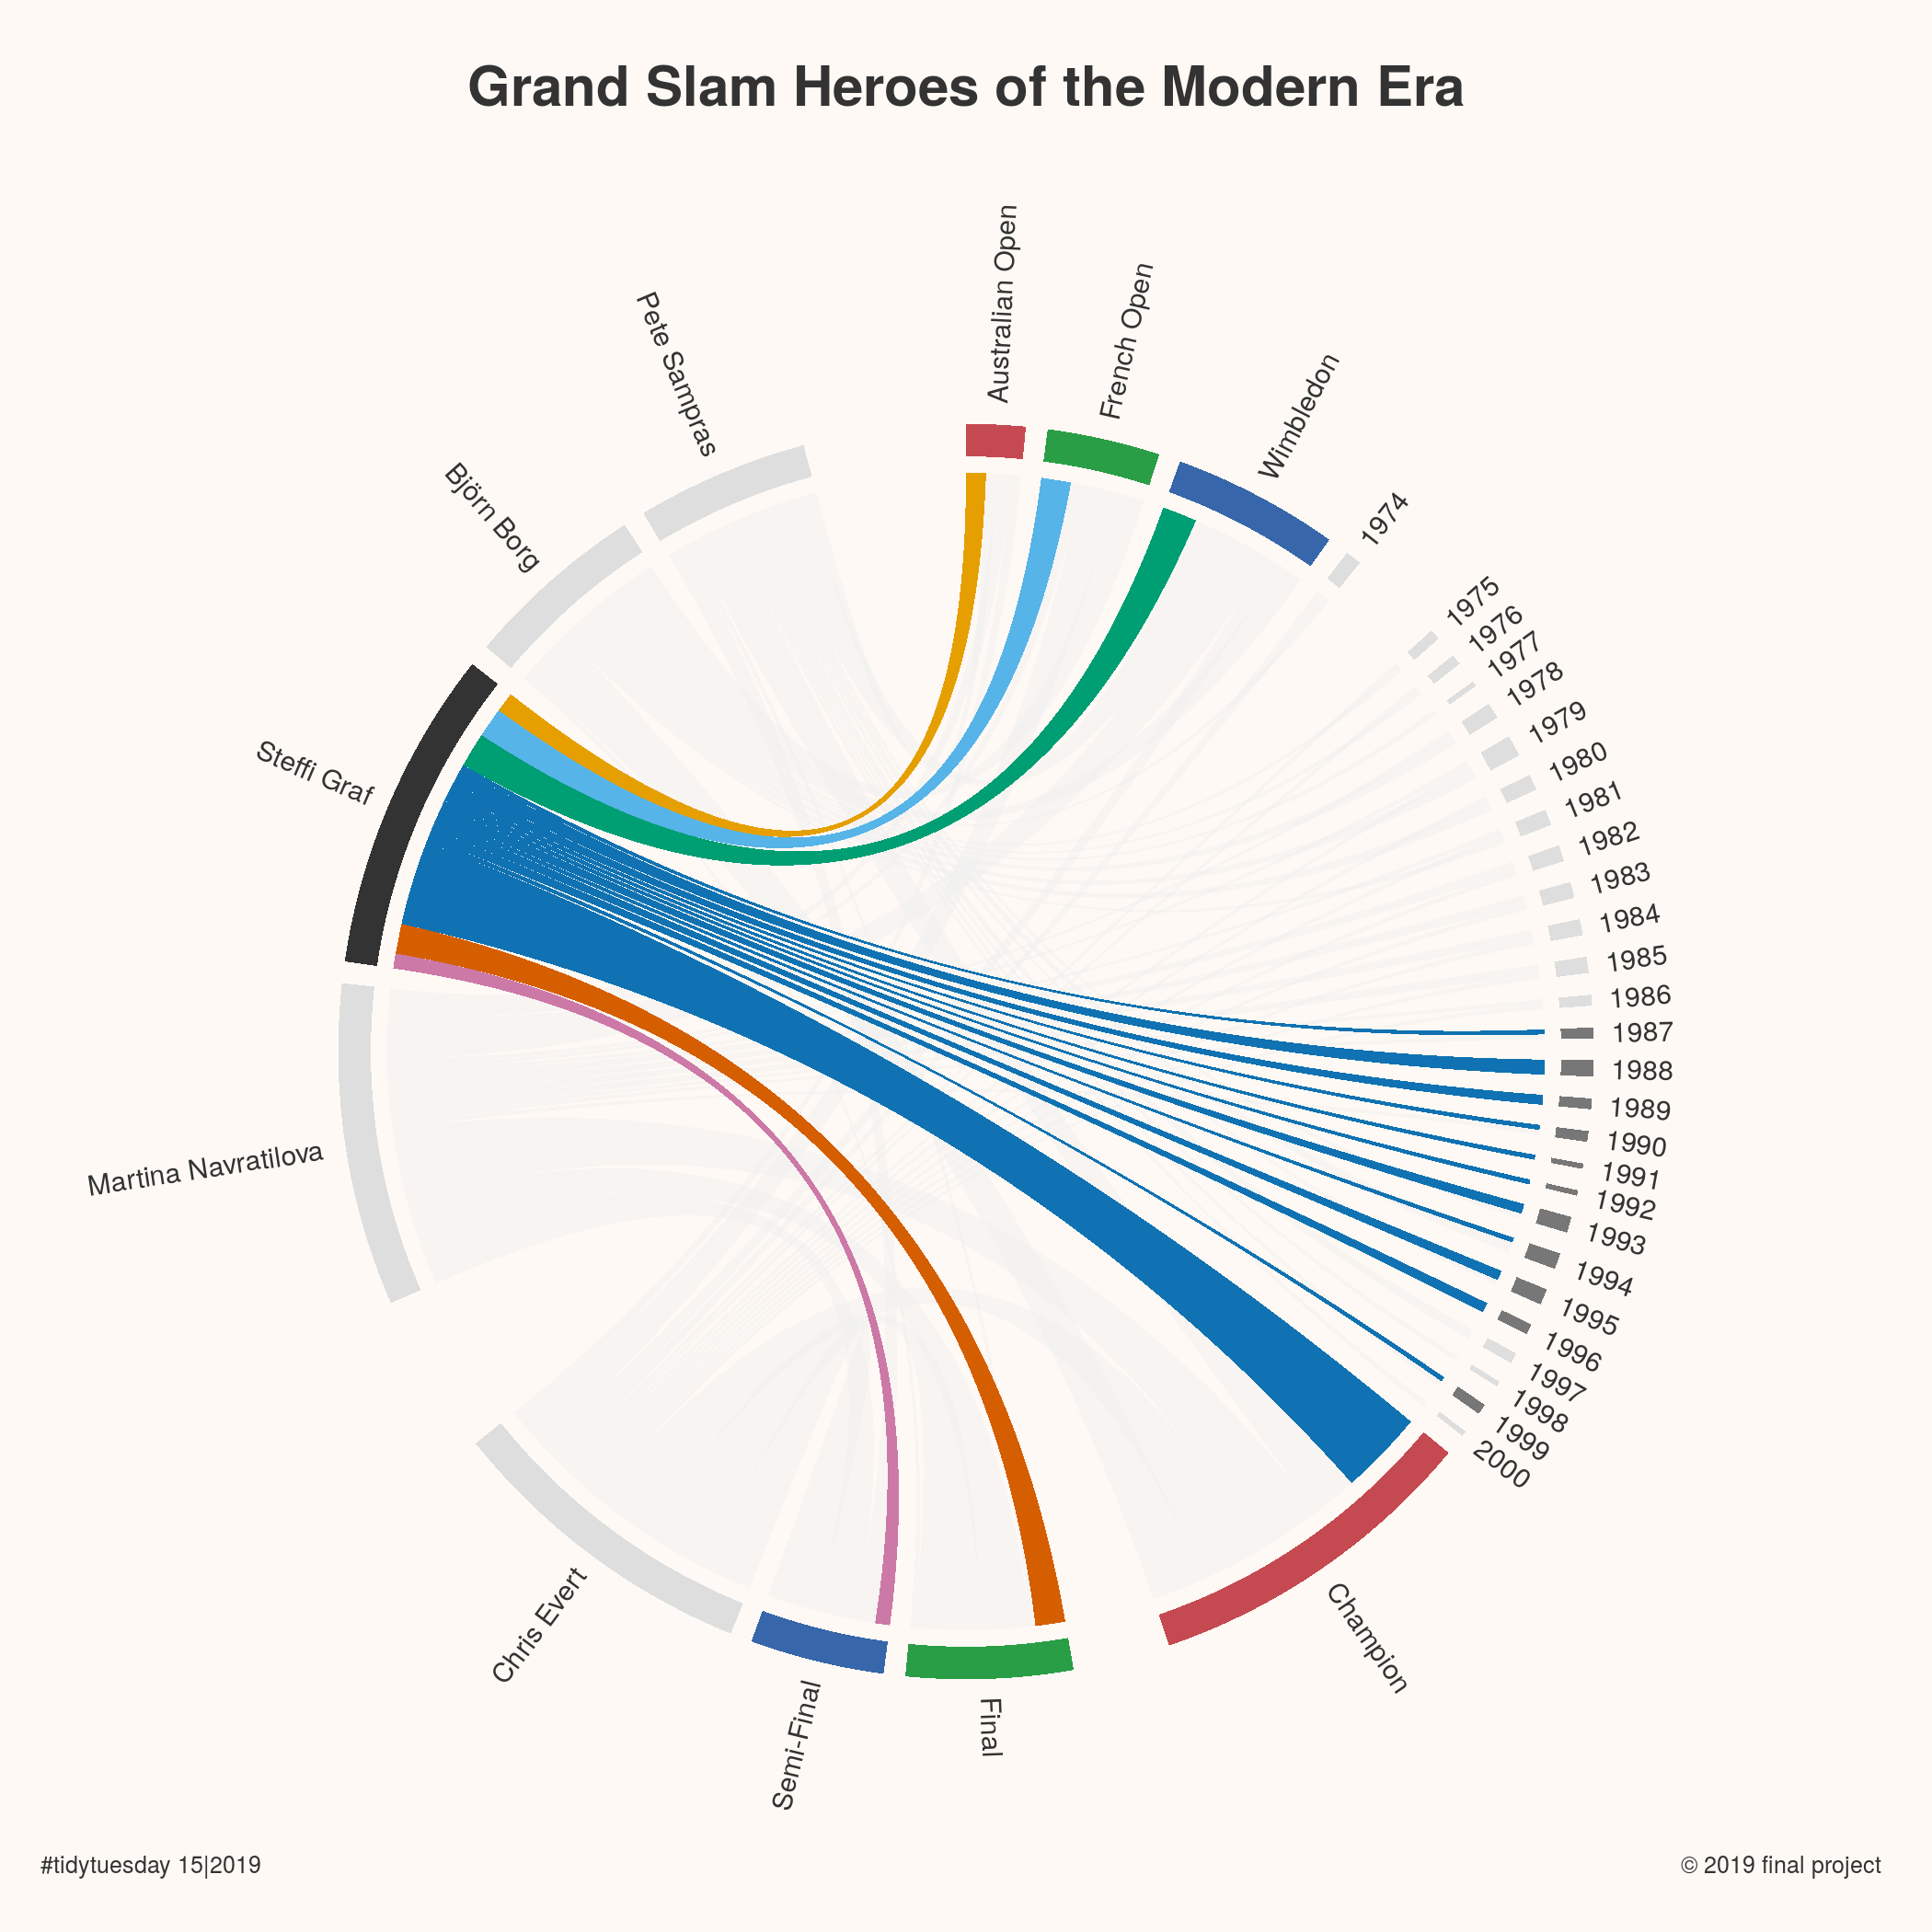 Grand Slam Heroes of the Modern Era
Australian Open
French Open
Wimbledon
1974
1975
1976
1977
1978
1979
1980
1981
1982
1983
1984
1985
1986
1987
1988
1989
1990
1991
1992
1993
1994
1995
1996
1997
1998
1999
2000
Champion
Final
Semi-Final
Chris Evert
Martina Navratilova
Steffi Graf
Björn Borg
Pete Sampras
#tidytuesday 15|2019
© 2019 final project